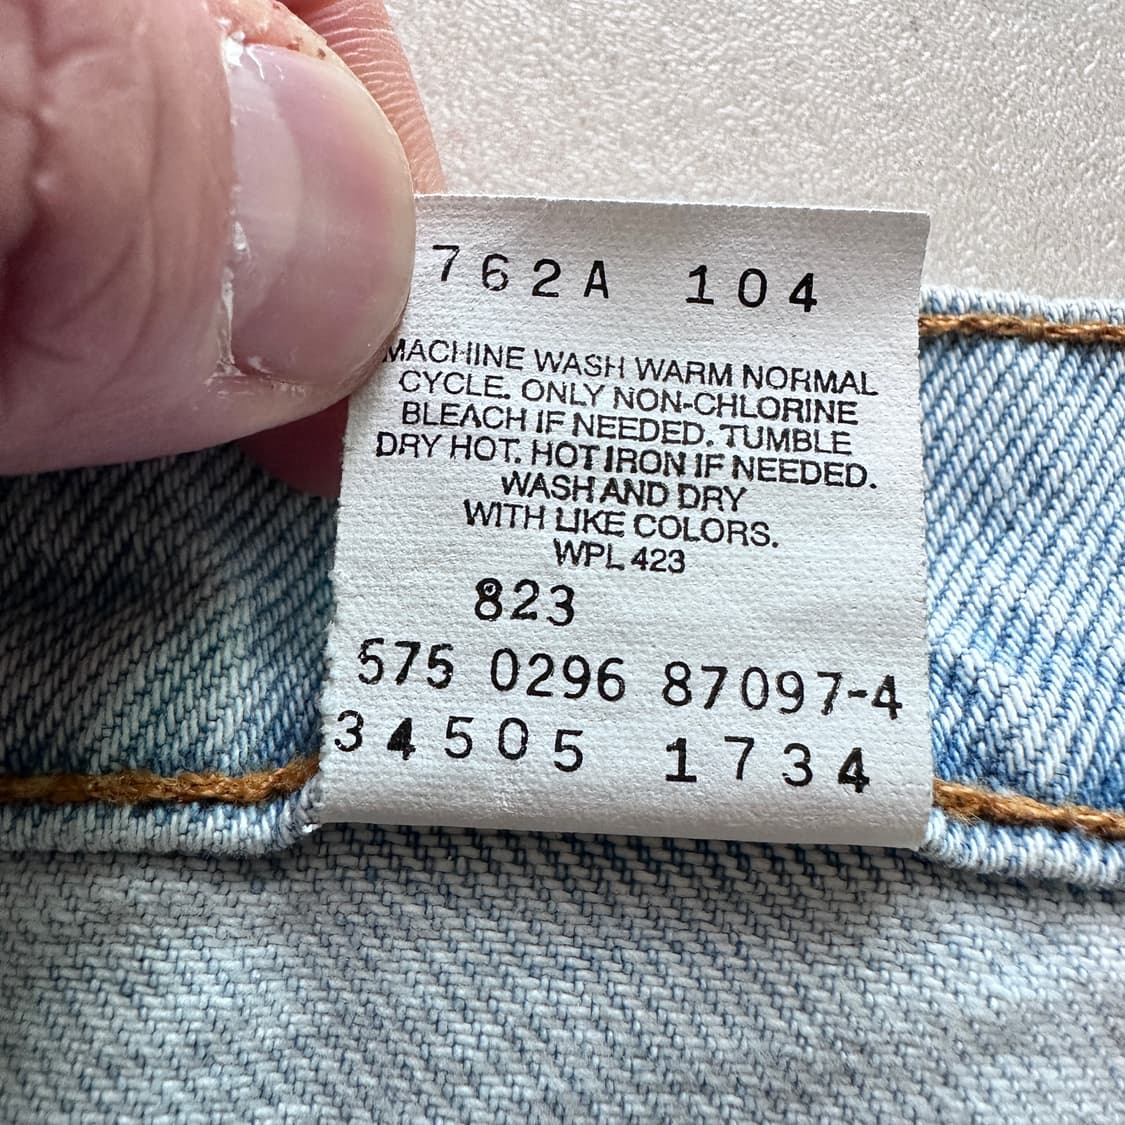 762A 104
MACHINE WASH WARM NORMAL
CYCLE. ONLY NON-CHLORINE
BLEACH IF NEEDED. TUMBLE
DRY HOT. HOT IRON IF NEEDED.
WASH AND DRY
WITH LIKE COLORS.
WPL 423
823
575 0296 87097-4
34505 1734